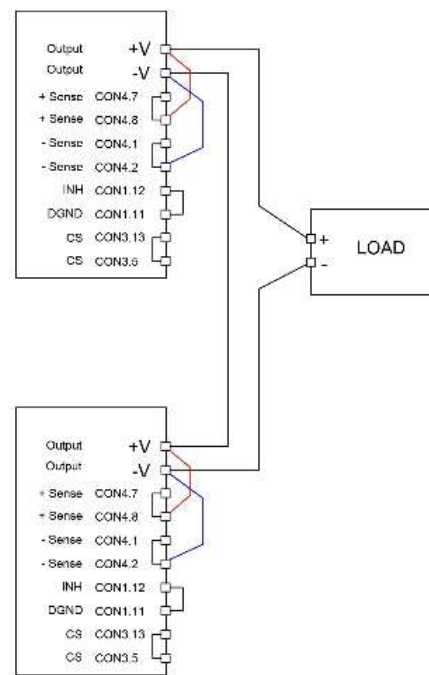 Output +V
Output -V
+ Sense CON4.7
+ Sense CON4.8
- Sense CON4.1
- Sense CON4.2
INH CON1.12
DGND CON1.11
CS CON3.13
CS CON3.5
+
-
LOAD
Output +V
Output -V
+ Sense CON4.7
+ Sense CON4.8
- Sense CON4.1
- Sense CON4.2
INH CON1.12
DGND CON1.11
CS CON3.13
CS CON3.5